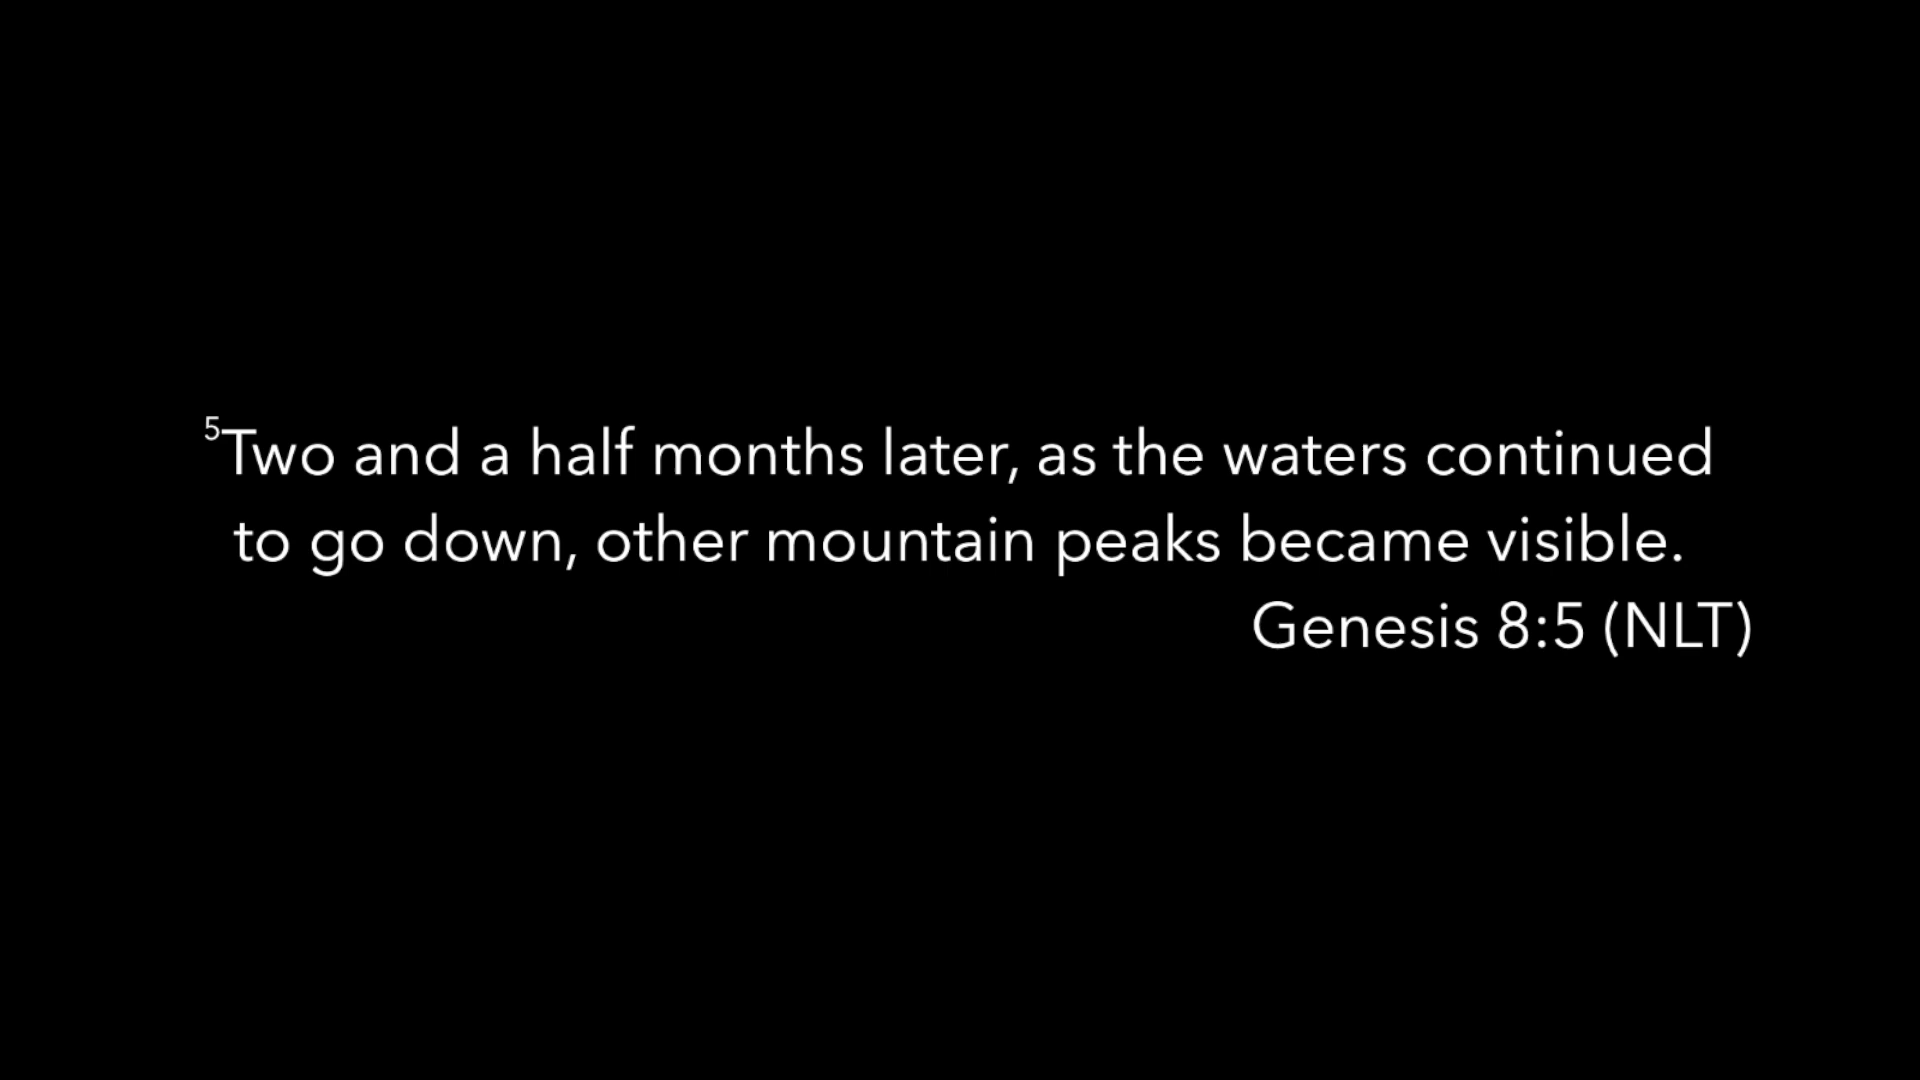 ⁵Two and a half months later, as the waters continued
to go down, other mountain peaks became visible.
Genesis 8:5 (NLT)